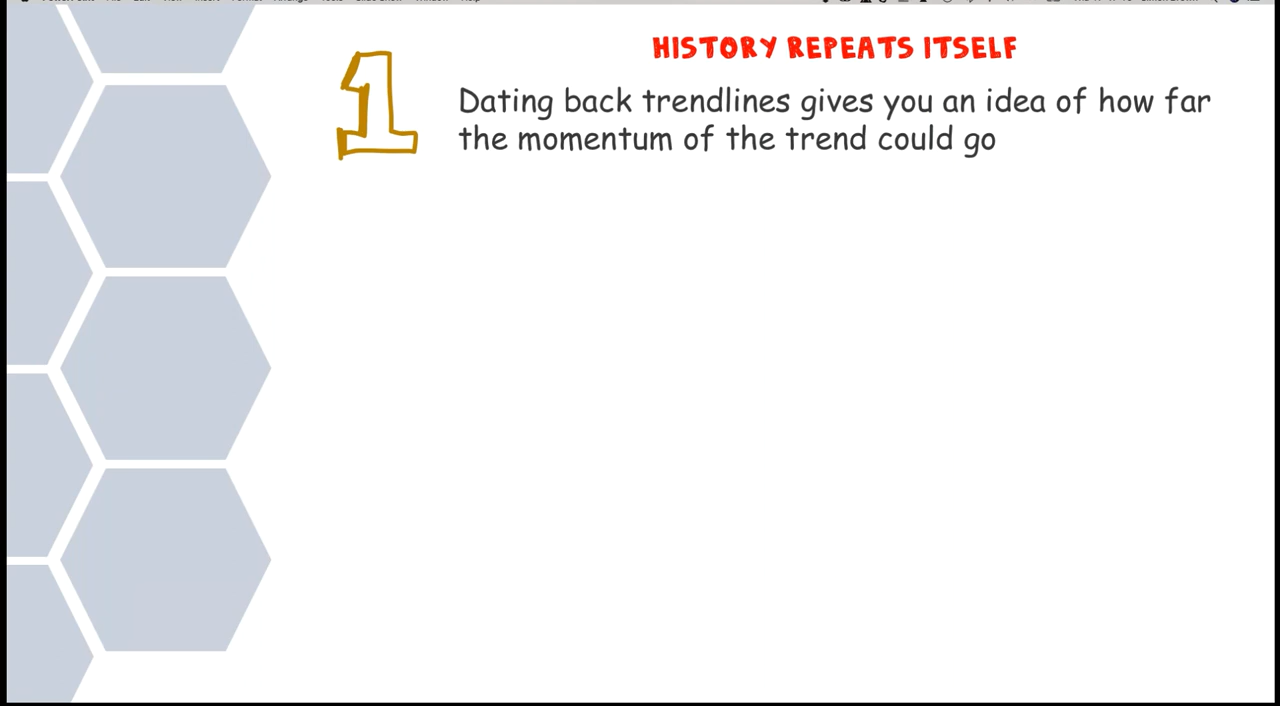 HISTORY REPEATS ITSELF
1
Dating back trendlines gives you an idea of how far
the momentum of the trend could go